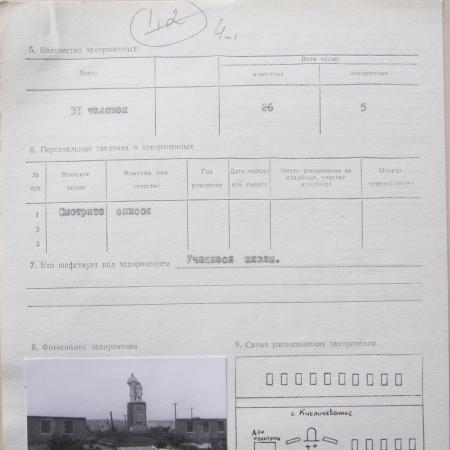 1,2
4-1
5. Количество захороненных:
Всего
В том числе:
известных
неизвестных
31 человек
26
5
6. Персональные сведения о захороненных
№ п/п
Воинское звание
Фамилия, имя, отчество
Год рождения
Дата гибели или смерти
Место захоронения на кладбище, участке кладбища
Откуда
1 Смотрите список
2
3
7. Кто шефствует над захоронением Учащиеся школы.
8. Фотоснимок захоронения
9. Схема расположения захоронения
с. Кисличеватое
Дом культуры